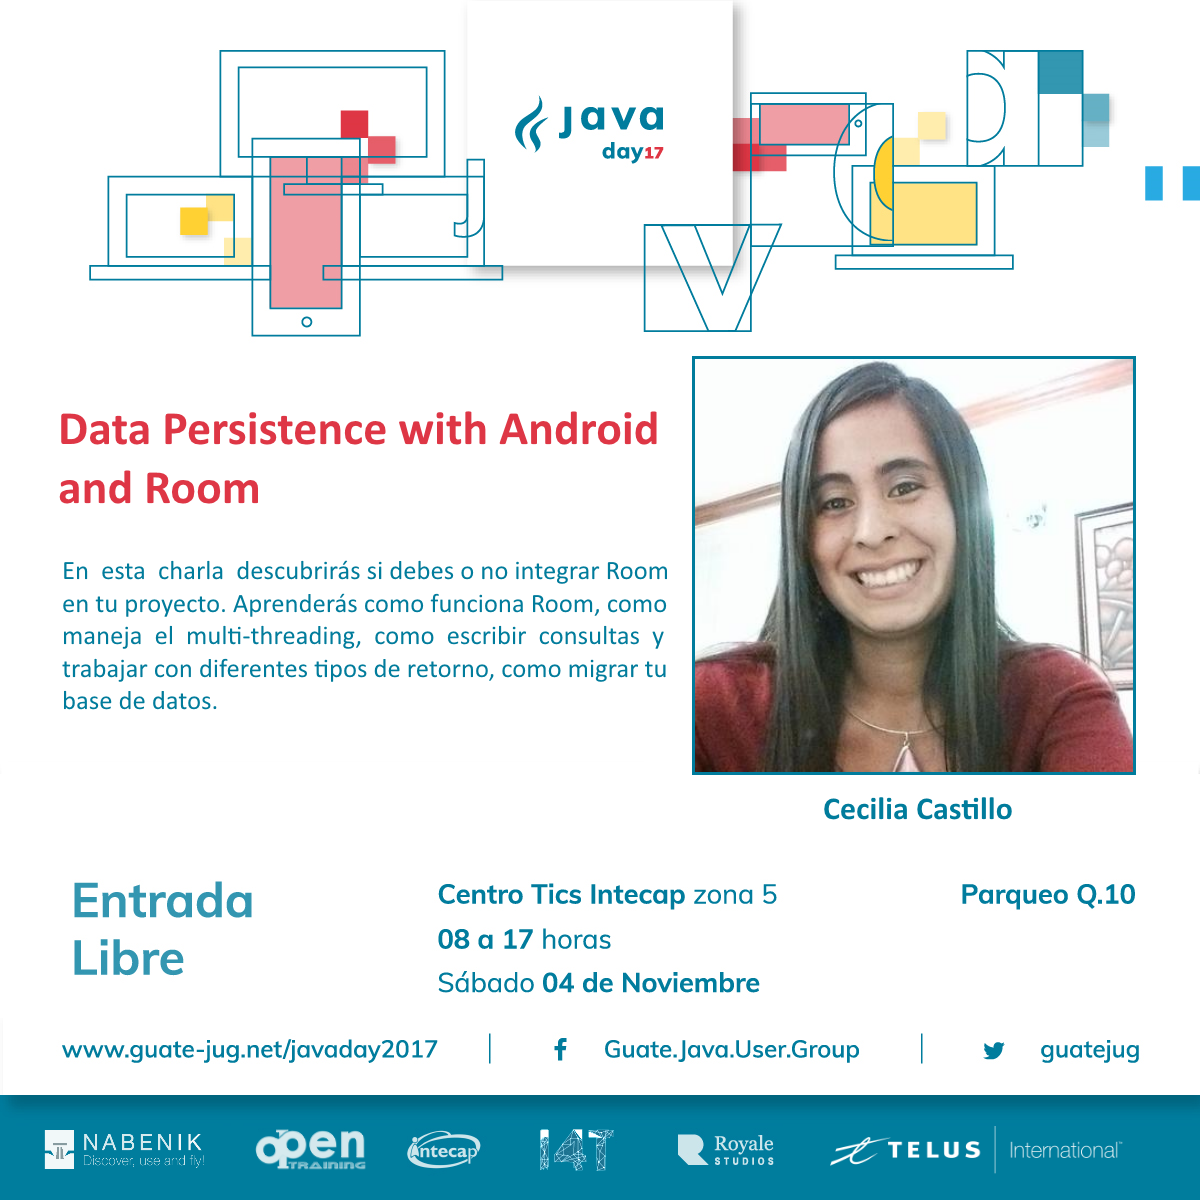 Java
day17
J
V
a
Data Persistence with Android
and Room
En esta charla descubrirás si debes o no integrar Room
en tu proyecto. Aprenderás como funciona Room, como
maneja el multi-threading, como escribir consultas y
trabajar con diferentes tipos de retorno, como migrar tu
base de datos.
Cecilia Castillo
Entrada
Libre
Centro Tics Intecap zona 5
08 a 17 horas
Sábado 04 de Noviembre
Parqueo Q.10
www.guate-jug.net/javaday2017
Guate.Java.User.Group
guatejug
NABENIK
Discover, use and fly!
open
TRAINING
intecap
I4T
Royale
STUDIOS
TELUS International™